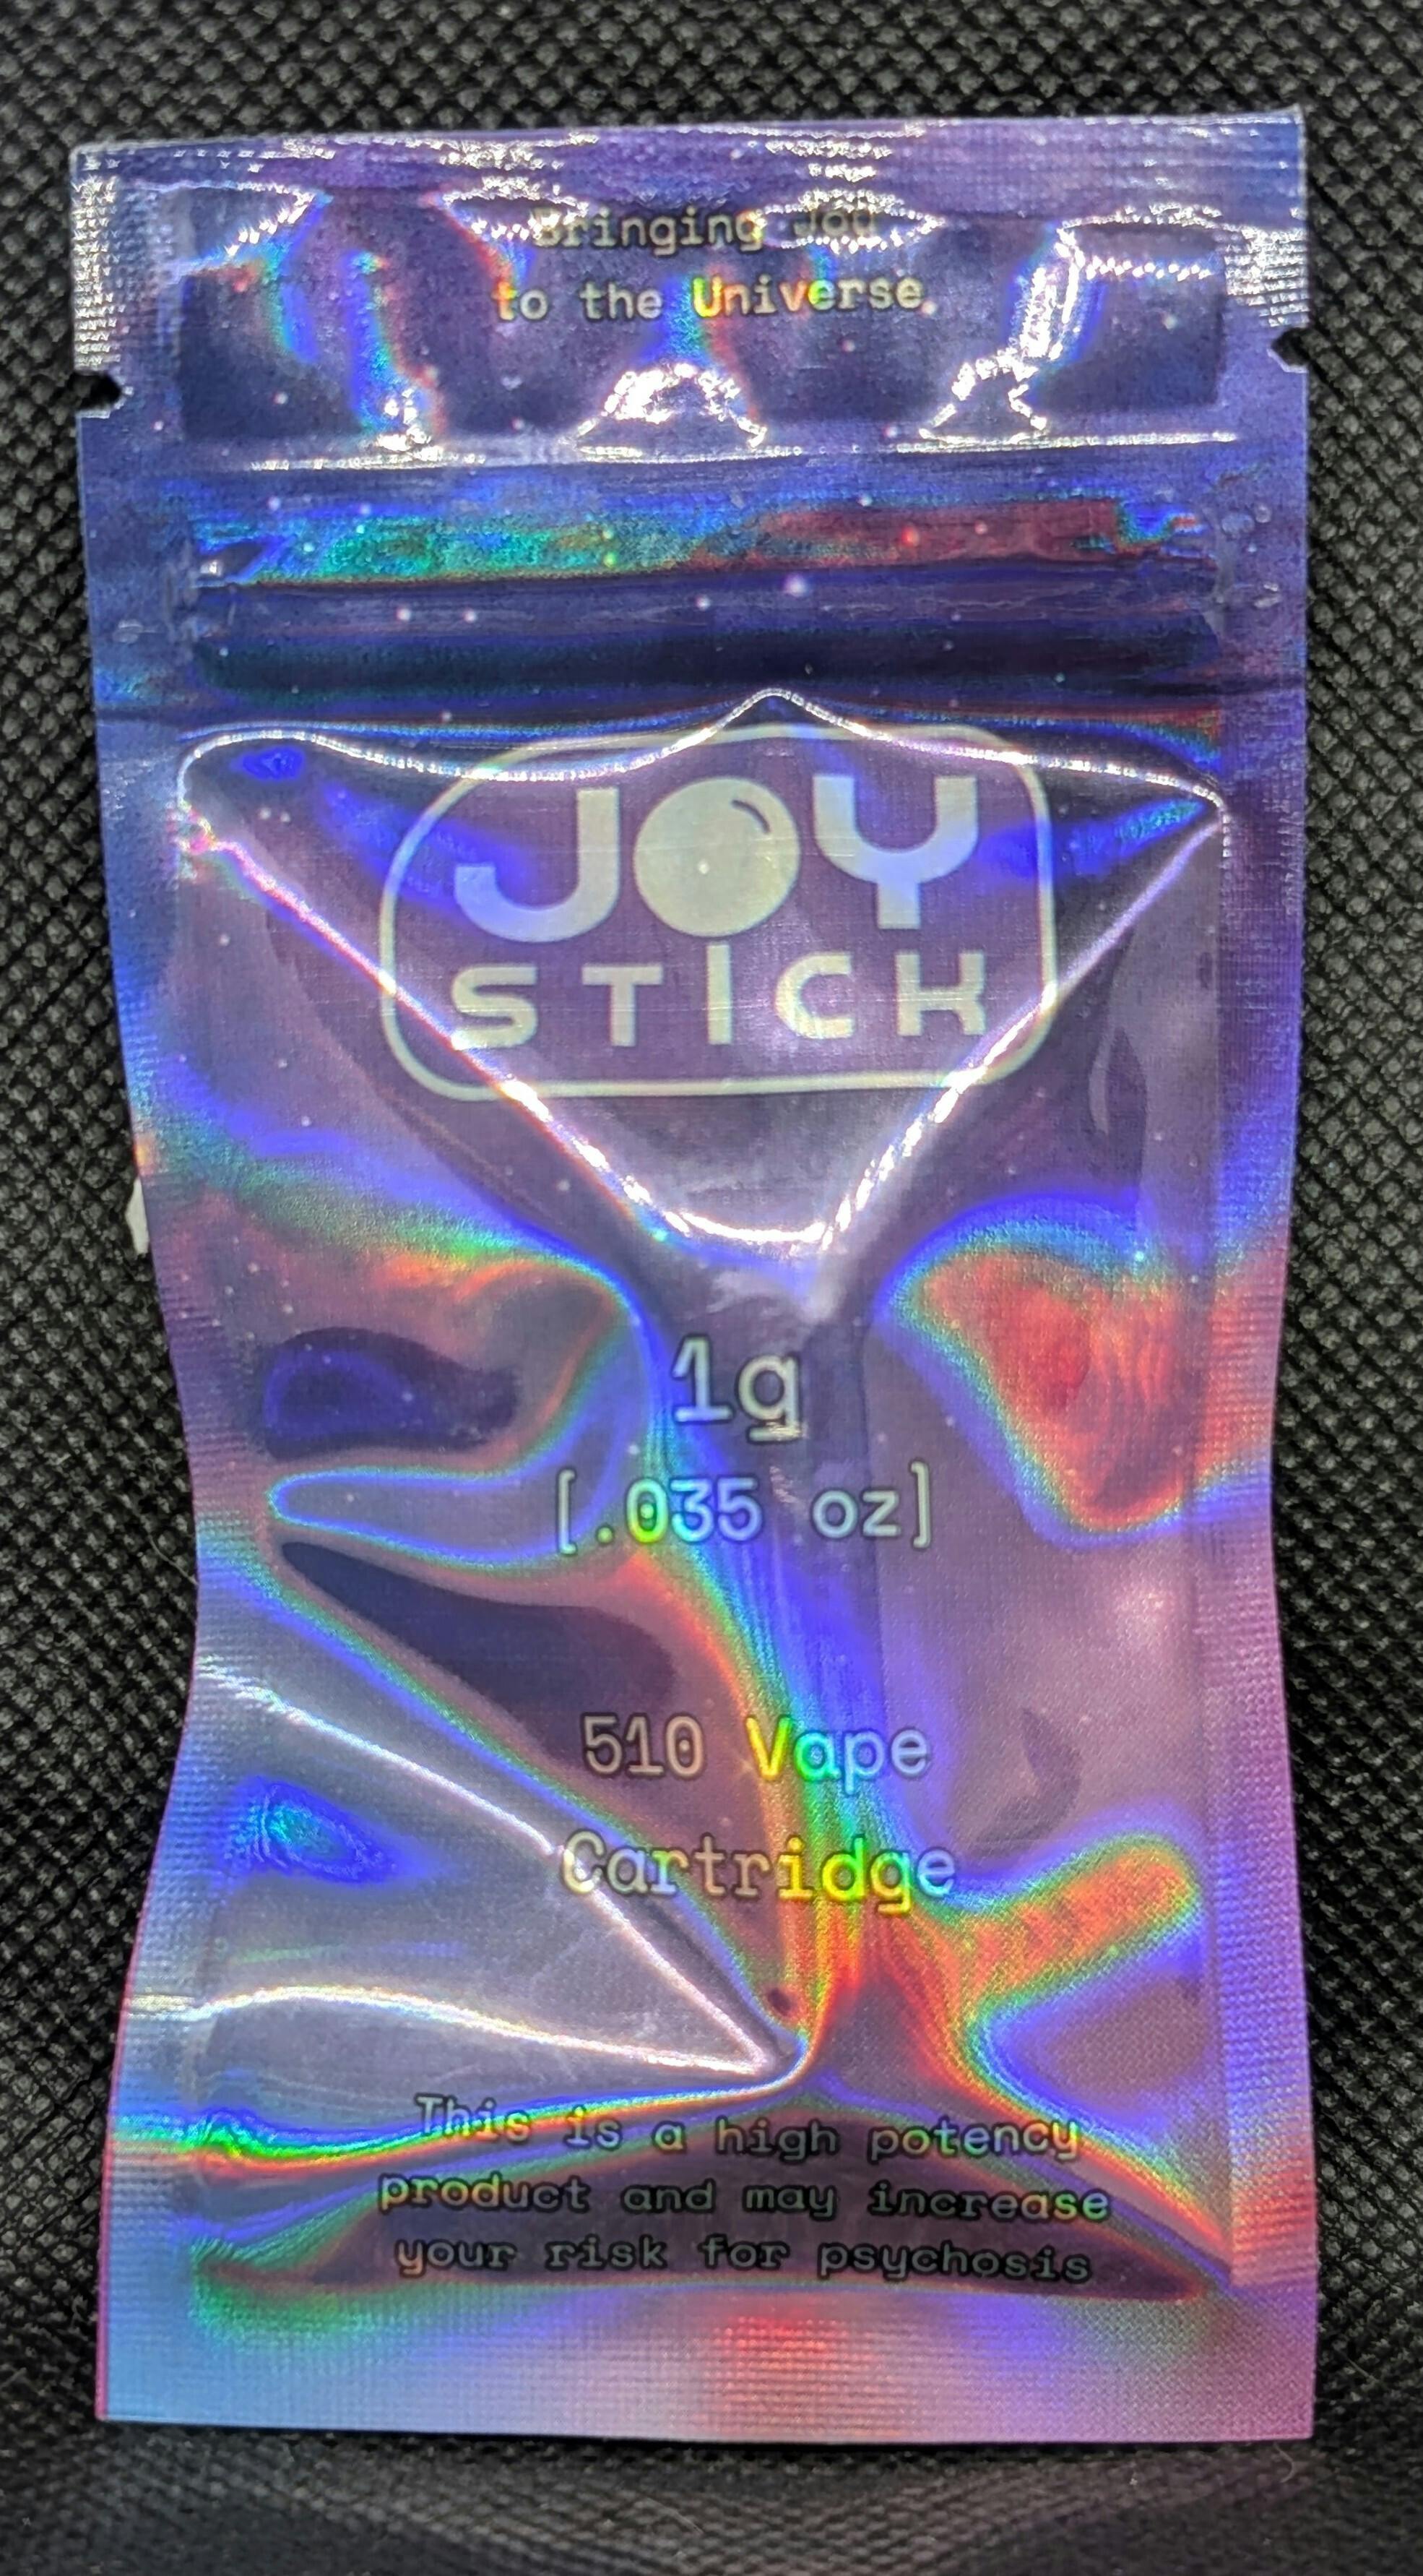 Bringing Joy
to the Universe.
JOY
STICK
1g
[.035 oz]
510 Vape
Cartridge
This is a high potency
product and may increase
your risk for psychosis